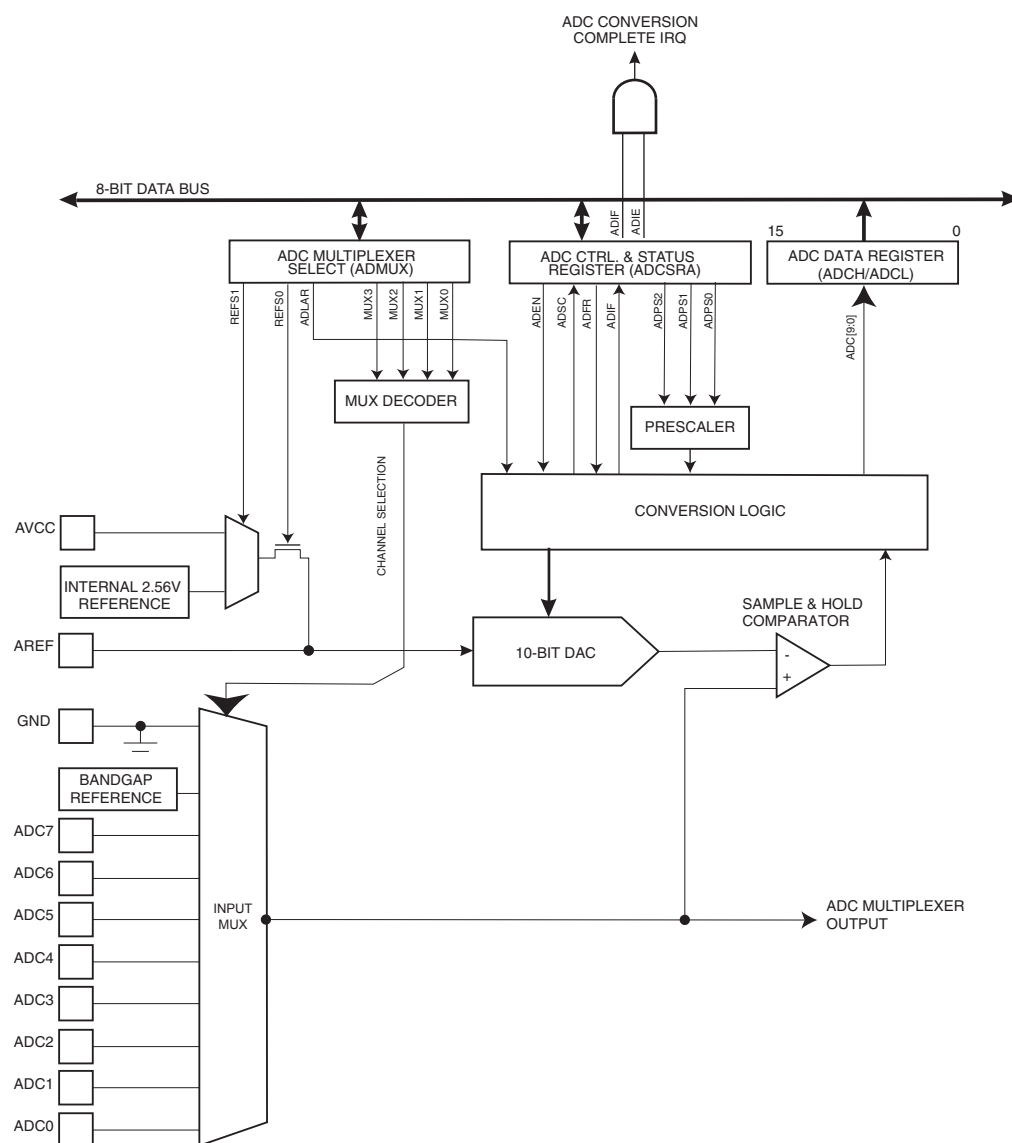 ADC CONVERSION
COMPLETE IRQ
8-BIT DATA BUS
ADIF
ADIE
15
0
ADC MULTIPLEXER
SELECT (ADMUX)
ADC CTRL. & STATUS
REGISTER (ADCSRA)
ADC DATA REGISTER
(ADCH/ADCL)
REFS1
REFS0
ADLAR
MUX3
MUX2
MUX1
MUX0
ADEN
ADSC
ADFR
ADIF
ADPS2
ADPS1
ADPS0
ADC[9:0]
MUX DECODER
PRESCALER
CHANNEL SELECTION
CONVERSION LOGIC
AVCC
INTERNAL 2.56V
REFERENCE
SAMPLE & HOLD
COMPARATOR
AREF
10-BIT DAC
-
+
GND
BANDGAP
REFERENCE
ADC7
ADC6
ADC5
INPUT
MUX
ADC MULTIPLEXER
OUTPUT
ADC4
ADC3
ADC2
ADC1
ADC0